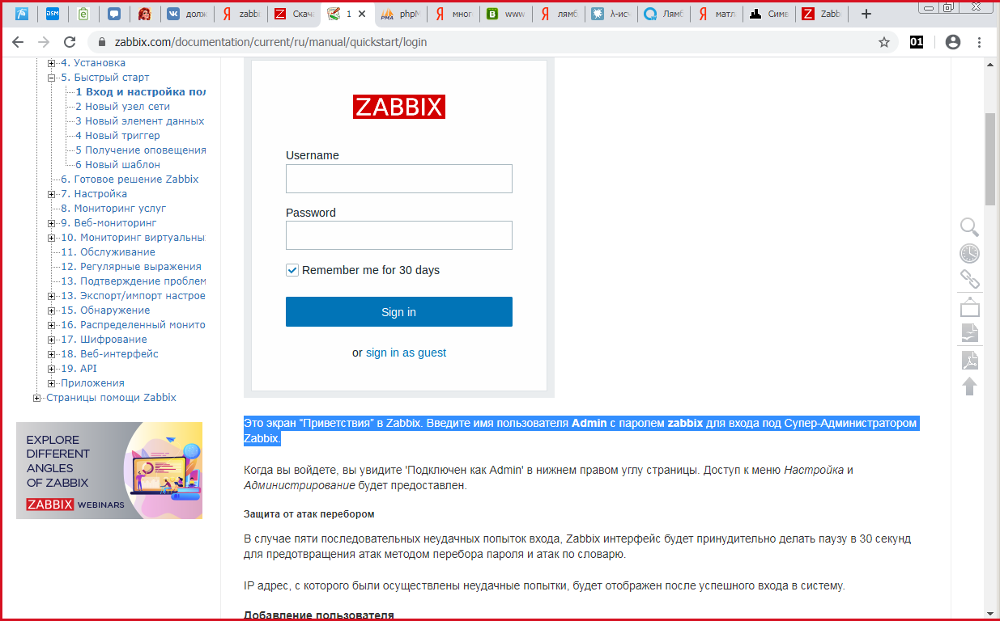 долж
zabbi
Скача
1
phpM
мног
www
лямб
λ-исч
Лямб
матл
Симв
Zabb
zabbix.com/documentation/current/ru/manual/quickstart/login
01
4. Установка
5. Быстрый старт
1 Вход и настройка пол
2 Новый узел сети
3 Новый элемент данных
4 Новый триггер
5 Получение оповещения
6 Новый шаблон
6. Готовое решение Zabbix
7. Настройка
8. Мониторинг услуг
9. Веб-мониторинг
10. Мониторинг виртуальны
11. Обслуживание
12. Регулярные выражения
13. Подтверждение проблем
13. Экспорт/импорт настрое
15. Обнаружение
16. Распределенный монито
17. Шифрование
18. Веб-интерфейс
19. API
Приложения
Страницы помощи Zabbix
EXPLORE
DIFFERENT
ANGLES
OF ZABBIX
ZABBIX WEBINARS
ZABBIX
Username
Password
Remember me for 30 days
Sign in
or sign in as guest
Это экран “Приветствия” в Zabbix. Введите имя пользователя Admin с паролем zabbix для входа под Супер-Администратором
Zabbix.
Когда вы войдете, вы увидите 'Подключен как Admin' в нижнем правом углу страницы. Доступ к меню Настройка и
Администрирование будет предоставлен.
Защита от атак перебором
В случае пяти последовательных неудачных попыток входа, Zabbix интерфейс будет принудительно делать паузу в 30 секунд
для предотвращения атак методом перебора пароля и атак по словарю.
IP адрес, с которого были осуществлены неудачные попытки, будет отображен после успешного входа в систему.
Добавление пользователя